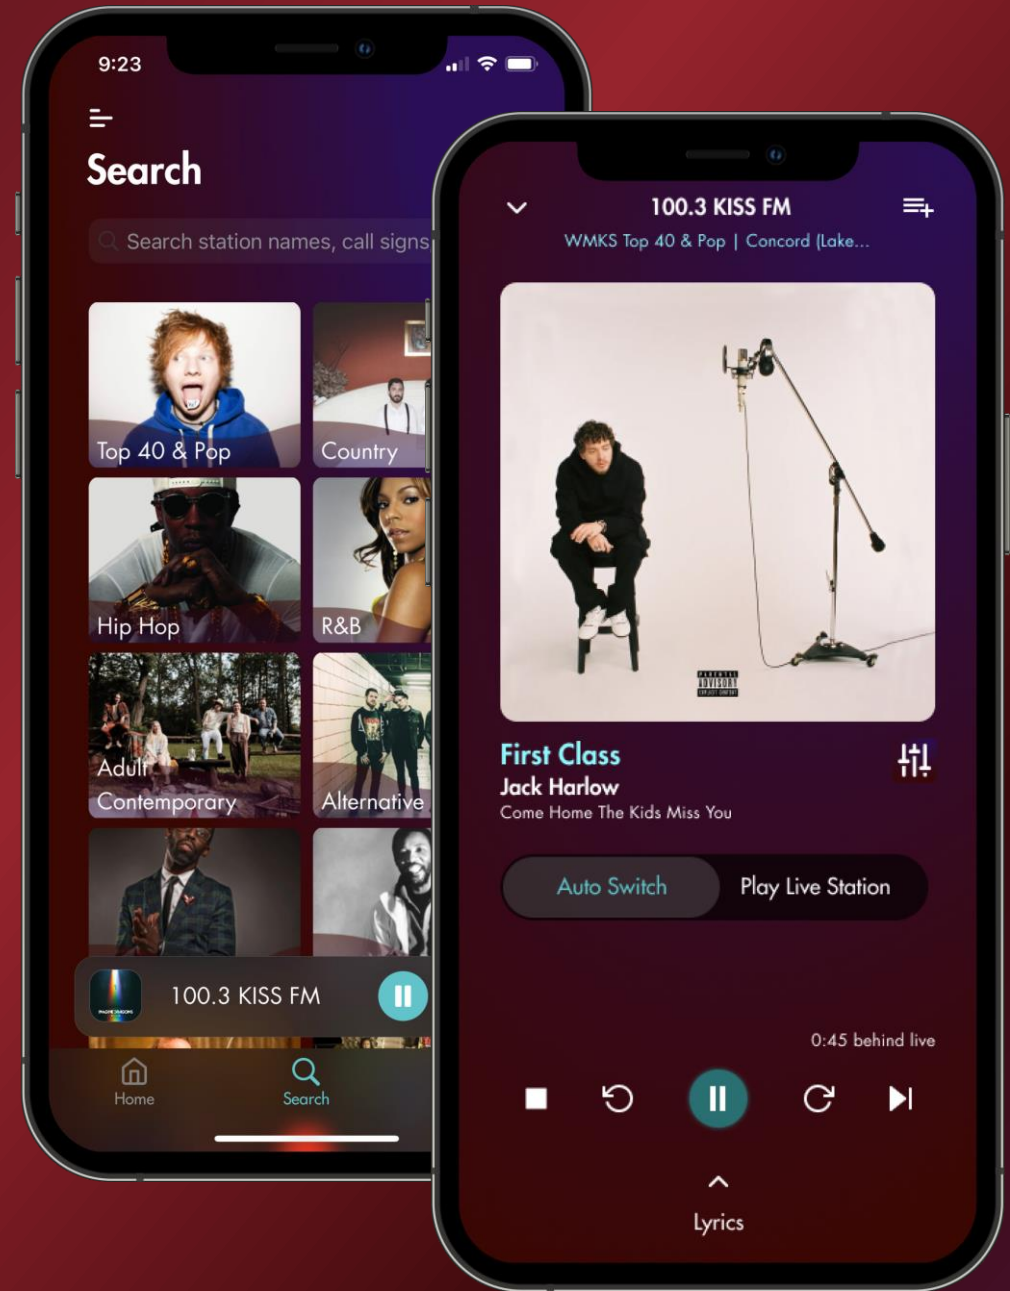 9:23
Search
Search station names, call signs
Top 40 & Pop
Country
Hip Hop
R&B
Adult
Contemporary
Alternative
100.3 KISS FM
Home
Search
100.3 KISS FM
WMKS Top 40 & Pop | Concord (Lake...
PARENTAL
ADVISORY
EXPLICIT CONTENT
First Class
Jack Harlow
Come Home The Kids Miss You
Auto Switch
Play Live Station
0:45 behind live
Lyrics